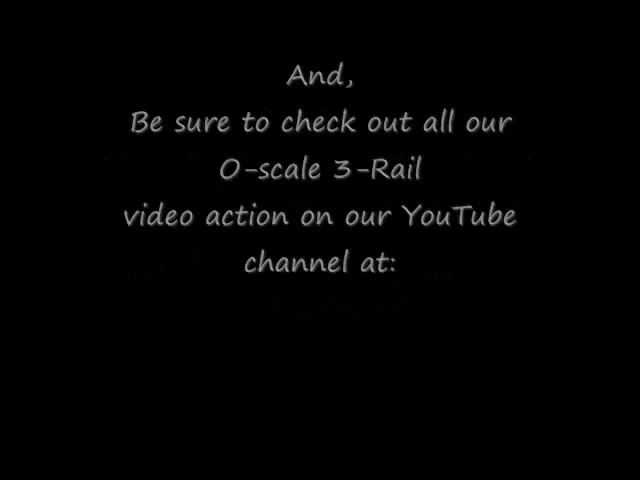 And,
Be sure to check out all our
O-scale 3-Rail
video action on our YouTube
channel at: